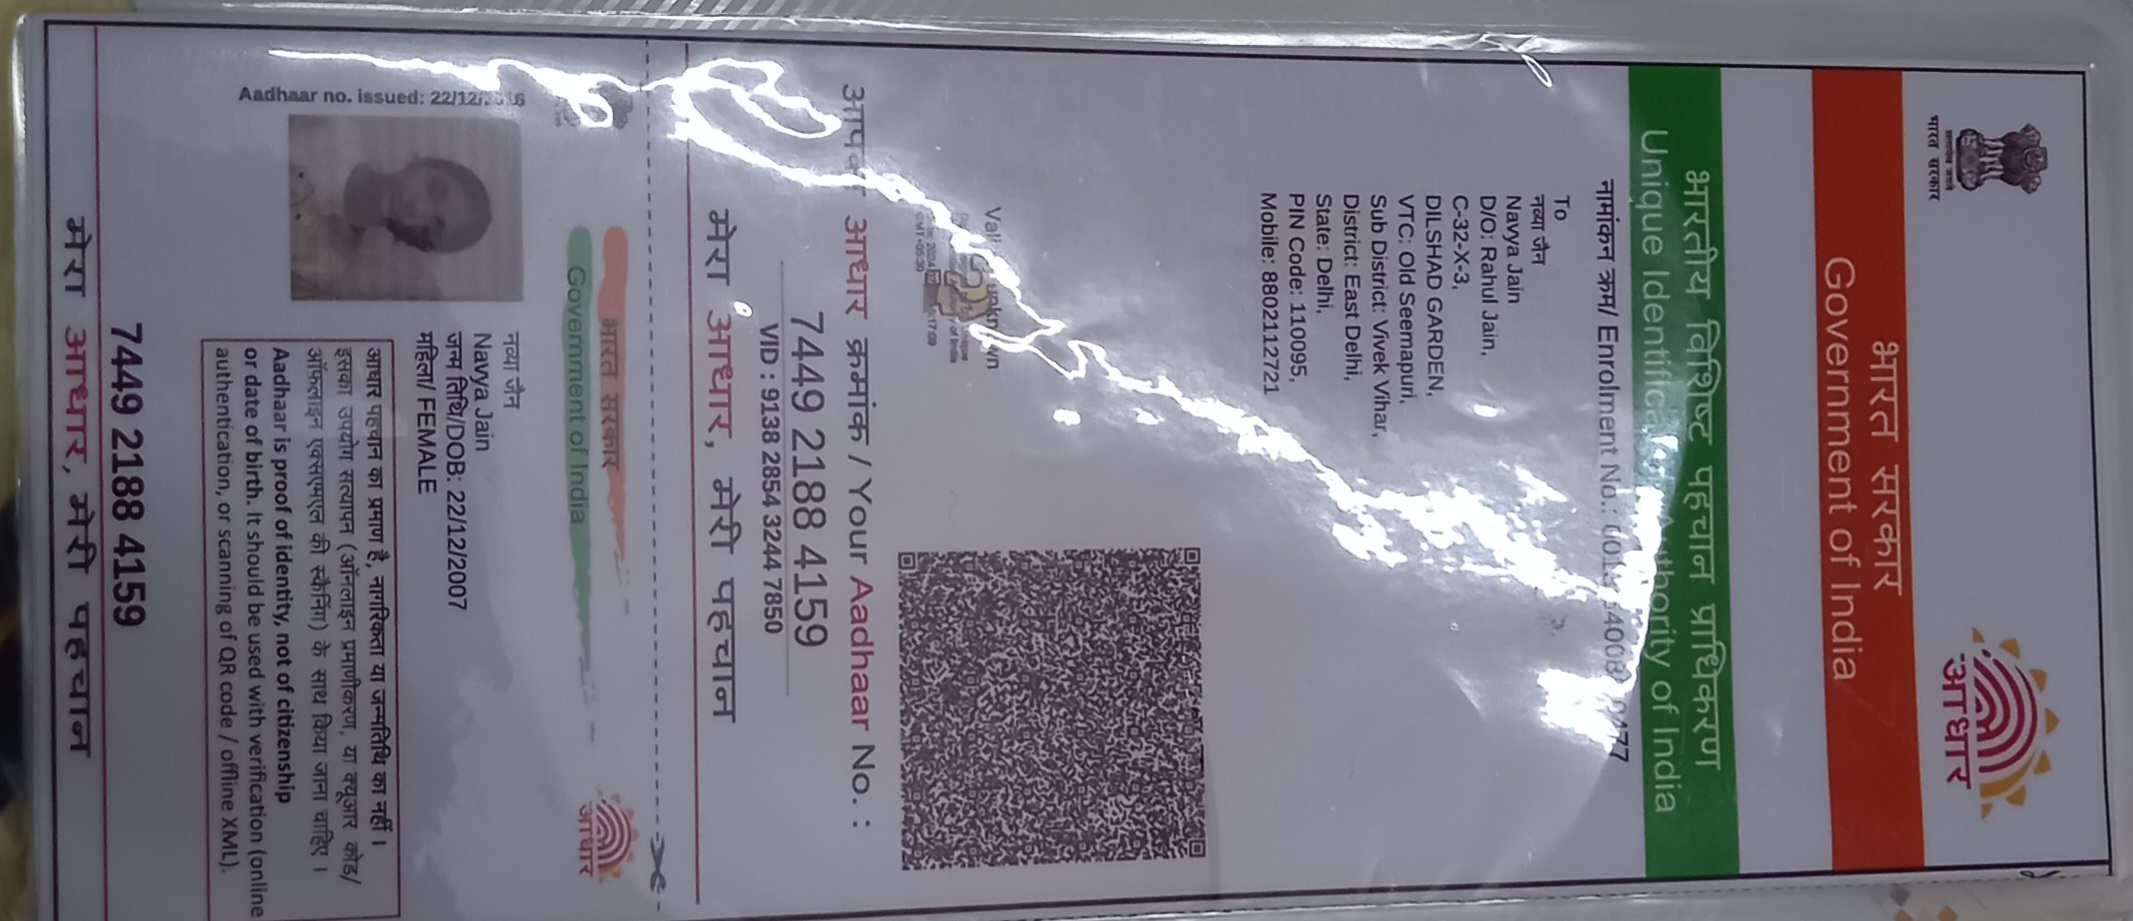 भारत सरकार
भारत सरकार
Government of India
आधार
भारतीय विशिष्ट पहचान प्राधिकरण
Unique Identification Authority of India
नामांकन क्रम/ Enrolment No.:
To
नव्या जैन
Navya Jain
D/O: Rahul Jain,
C-32-X-3,
DILSHAD GARDEN,
VTC: Old Seemapuri,
Sub District: Vivek Vihar,
District: East Delhi,
State: Delhi,
PIN Code: 110095,
Mobile: 8802112721
आधार क्रमांक / Your Aadhaar No. :
7449 2188 4159
VID : 9138 2854 3244 7850
मेरा आधार, मेरी पहचान
भारत सरकार
Government of India
आधार
Aadhaar no. issued: 22/12/
नव्या जैन
Navya Jain
जन्म तिथि/DOB: 22/12/2007
महिला/ FEMALE
आधार पहचान का प्रमाण है, नागरिकता या जन्मतिथि का नहीं ।
इसका उपयोग सत्यापन (ऑनलाइन प्रमाणीकरण, या क्यूआर कोड/
ऑफलाइन एक्सएमएल की स्कैनिंग) के साथ किया जाना चाहिए ।
Aadhaar is proof of identity, not of citizenship
or date of birth. It should be used with verification (online
authentication, or scanning of QR code / offline XML).
7449 2188 4159
मेरा आधार, मेरी पहचान